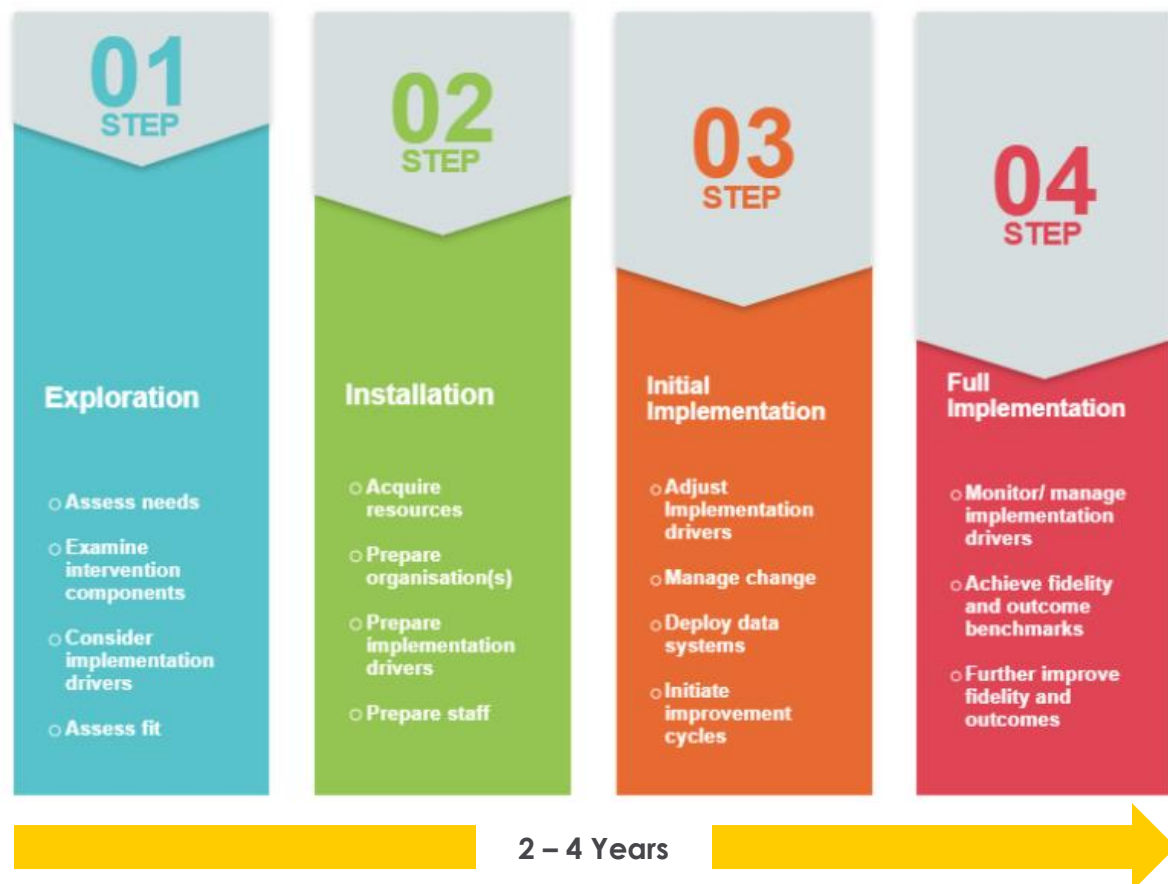 01
STEP
Exploration
○ Assess needs
○ Examine
intervention
components
○ Consider
implementation
drivers
○ Assess fit
02
STEP
Installation
○ Acquire
resources
○ Prepare
organisation(s)
○ Prepare
implementation
drivers
○ Prepare staff
03
STEP
Initial
Implementation
○ Adjust
Implementation
drivers
○ Manage change
○ Deploy data
systems
○ Initiate
improvement
cycles
04
STEP
Full
Implementation
○ Monitor/ manage
implementation
drivers
○ Achieve fidelity
and outcome
benchmarks
○ Further improve
fidelity and
outcomes
2 – 4 Years